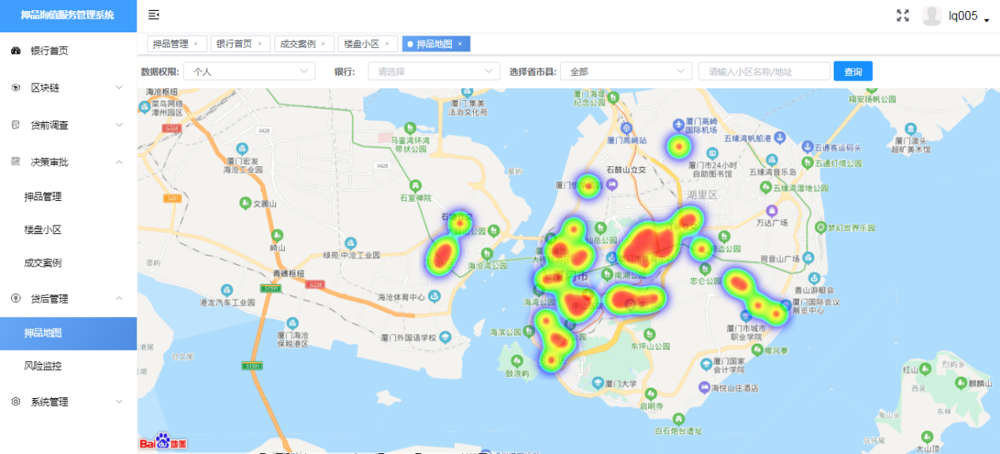 押品询值服务管理系统
lq005
押品管理 ×
银行首页 ×
成交案例 ×
楼盘小区 ×
押品地图 ×
数据权限: 个人
银行: 请选择
选择省市县: 全部
请输入小区名称/地址
查询
银行首页
区块链
贷前调查
决策审批
押品管理
楼盘小区
成交案例
贷后管理
押品地图
风险监控
系统管理
海沧枢纽
菜鸟网络
漳州园区
G324
X428
厦门·集美
法治文化苑
厦门海堤
纪念公园
翔安扬帆公园
马銮湾环湾
带状公园
厦门高崎站
厦门高崎
国际机场
五缘湾帆船港
五通客运码头
厦门澳头
超旷美术馆
厦门宏发
海沧工业园
X428
石鼓山立交
厦门市24小时
自助图书馆
五缘湾音乐岛
五通灯塔公园
S201
文圃山
石室禅院
湖里区
五缘湾湿地公园
万达广场
梦幻世界乐园
崎山
绿苑·中沧工业园
海沧湾公园
湖边公园
观音山广场
青礁枢纽
G228
S1591
忠仑公园
南湖公园
香山游艇会
港龙汽车工业园
海沧体育中心
海湾公园
厦门国际会议
展览中心
厦门海沧
保税港区
厦门外国语学校
海滨公园
中山公园
东坪山公园
厦门市城市
职业学院
椰风寨
S1591
鼓浪屿
厦门大学
厦门国家
会计学院
海悦山庄酒店
启明寺
白石炮台遗址
红山
麒麟山
西吴
东林
大山顶
Bai du 地图